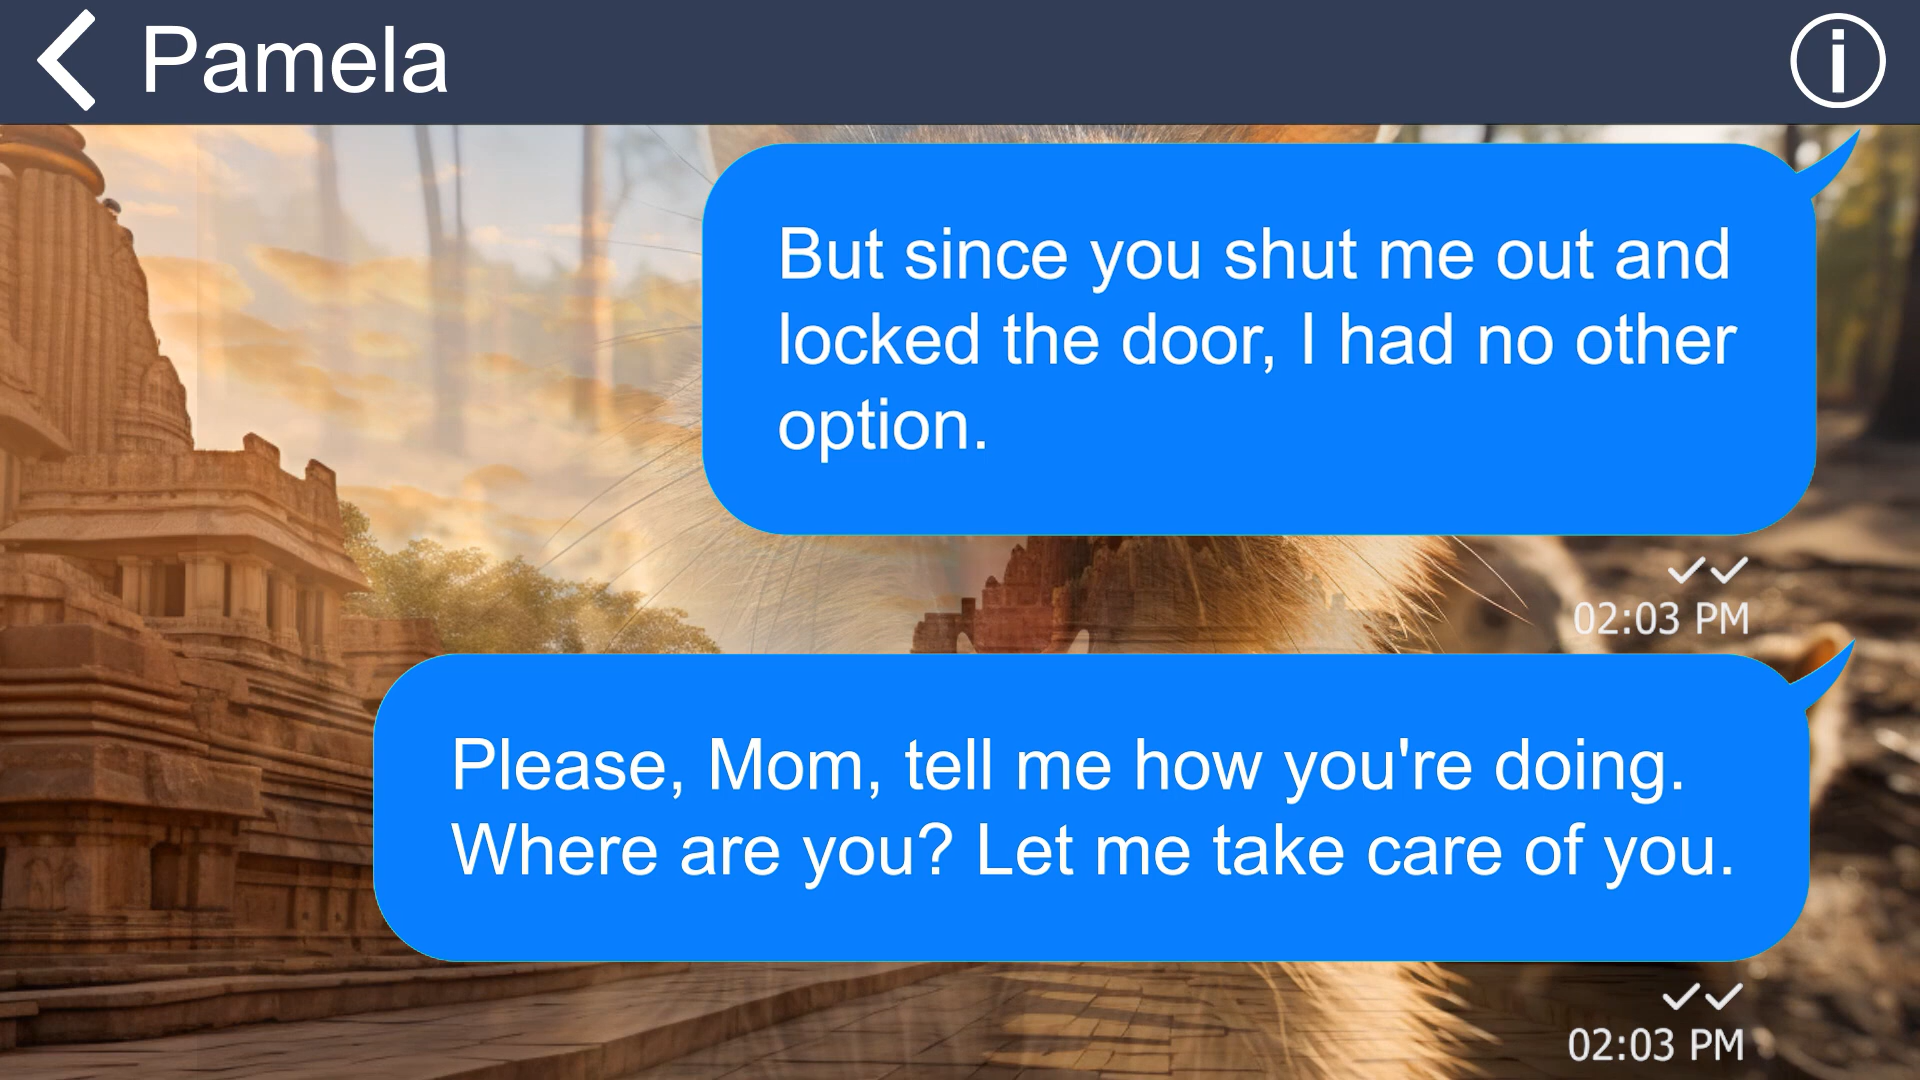 Pamela
But since you shut me out and
locked the door, I had no other
option.
02:03 PM
Please, Mom, tell me how you're doing.
Where are you? Let me take care of you.
02:03 PM